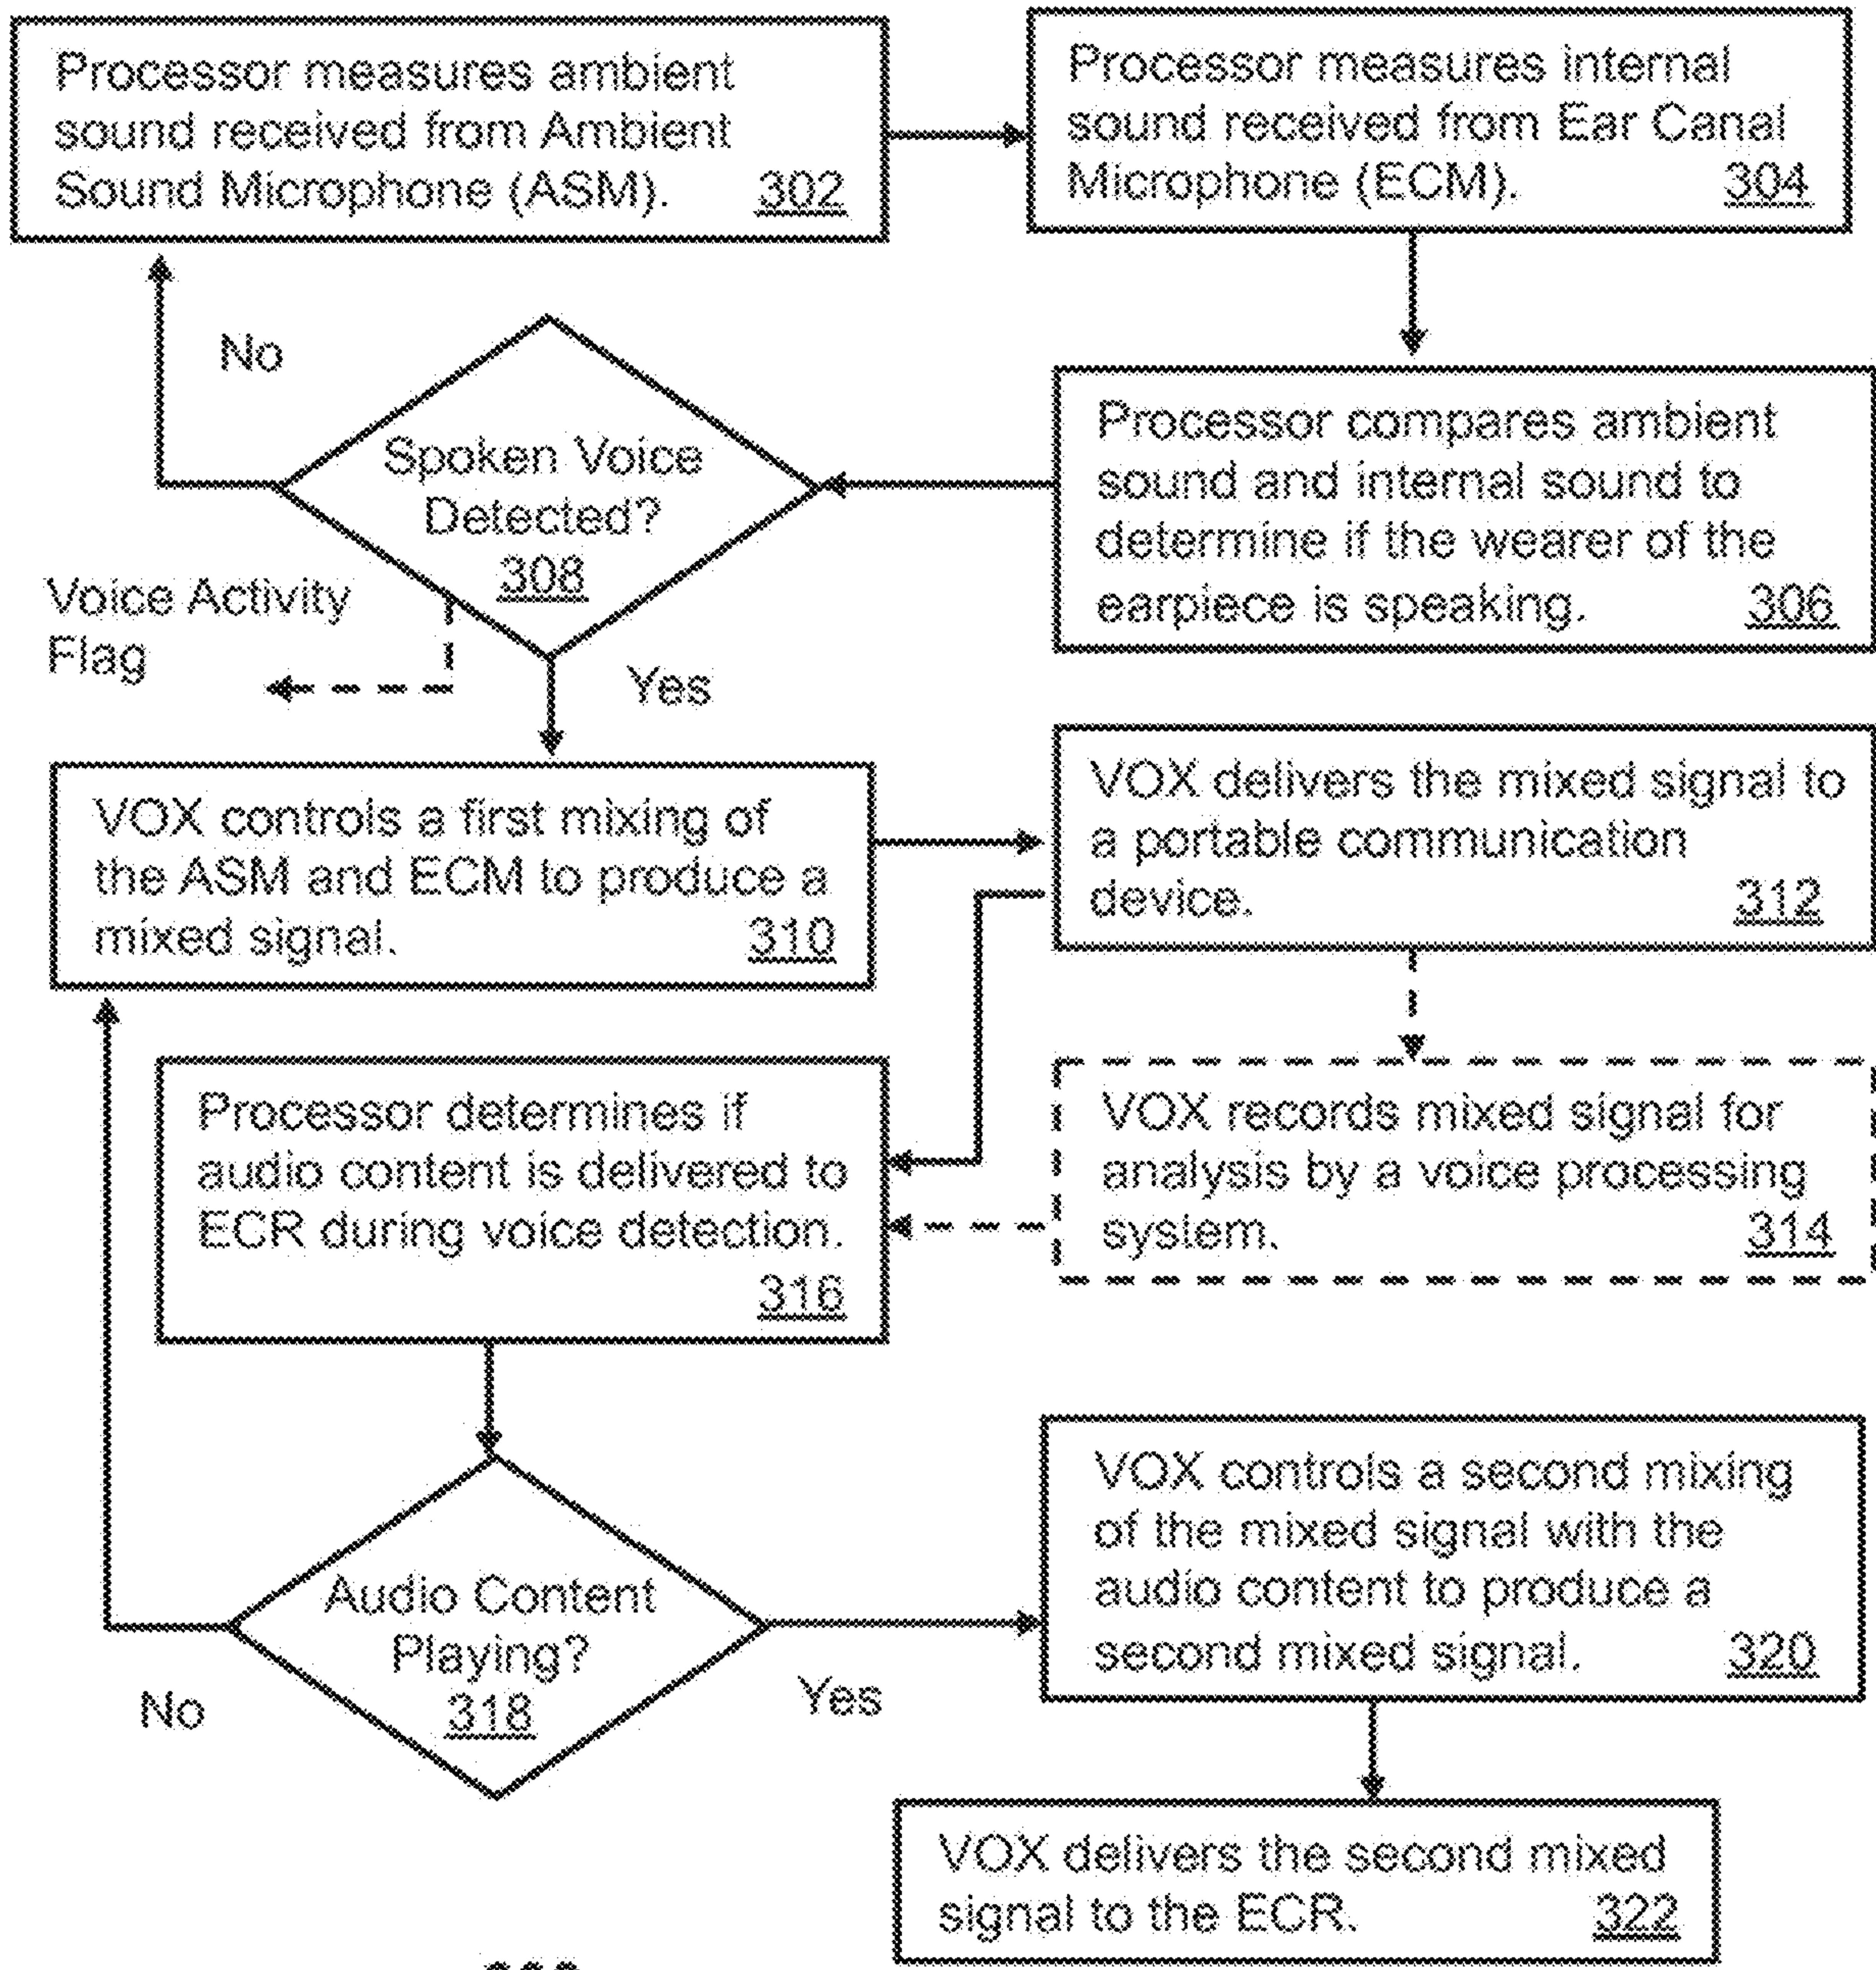 Processor measures ambient
sound received from Ambient
Sound Microphone (ASM). 302
Processor measures internal
sound received from Ear Canal
Microphone (ECM). 304
No
Spoken Voice
Detected?
308
Processor compares ambient
sound and internal sound to
determine if the wearer of the
earpiece is speaking. 306
Voice Activity
Flag
Yes
VOX controls a first mixing of
the ASM and ECM to produce a
mixed signal. 310
VOX delivers the mixed signal to
a portable communication
device. 312
Processor determines if
audio content is delivered to
ECR during voice detection.
316
VOX records mixed signal for
analysis by a voice processing
system. 314
Audio Content
Playing?
318
No
Yes
VOX controls a second mixing
of the mixed signal with the
audio content to produce a
second mixed signal. 320
VOX delivers the second mixed
signal to the ECR. 322